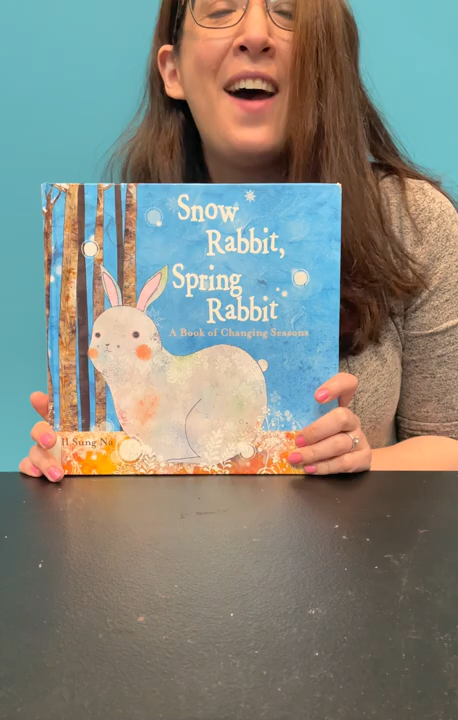 Snow
Rabbit,
Spring
Rabbit
A Book of Changing Seasons
Il Sung Na